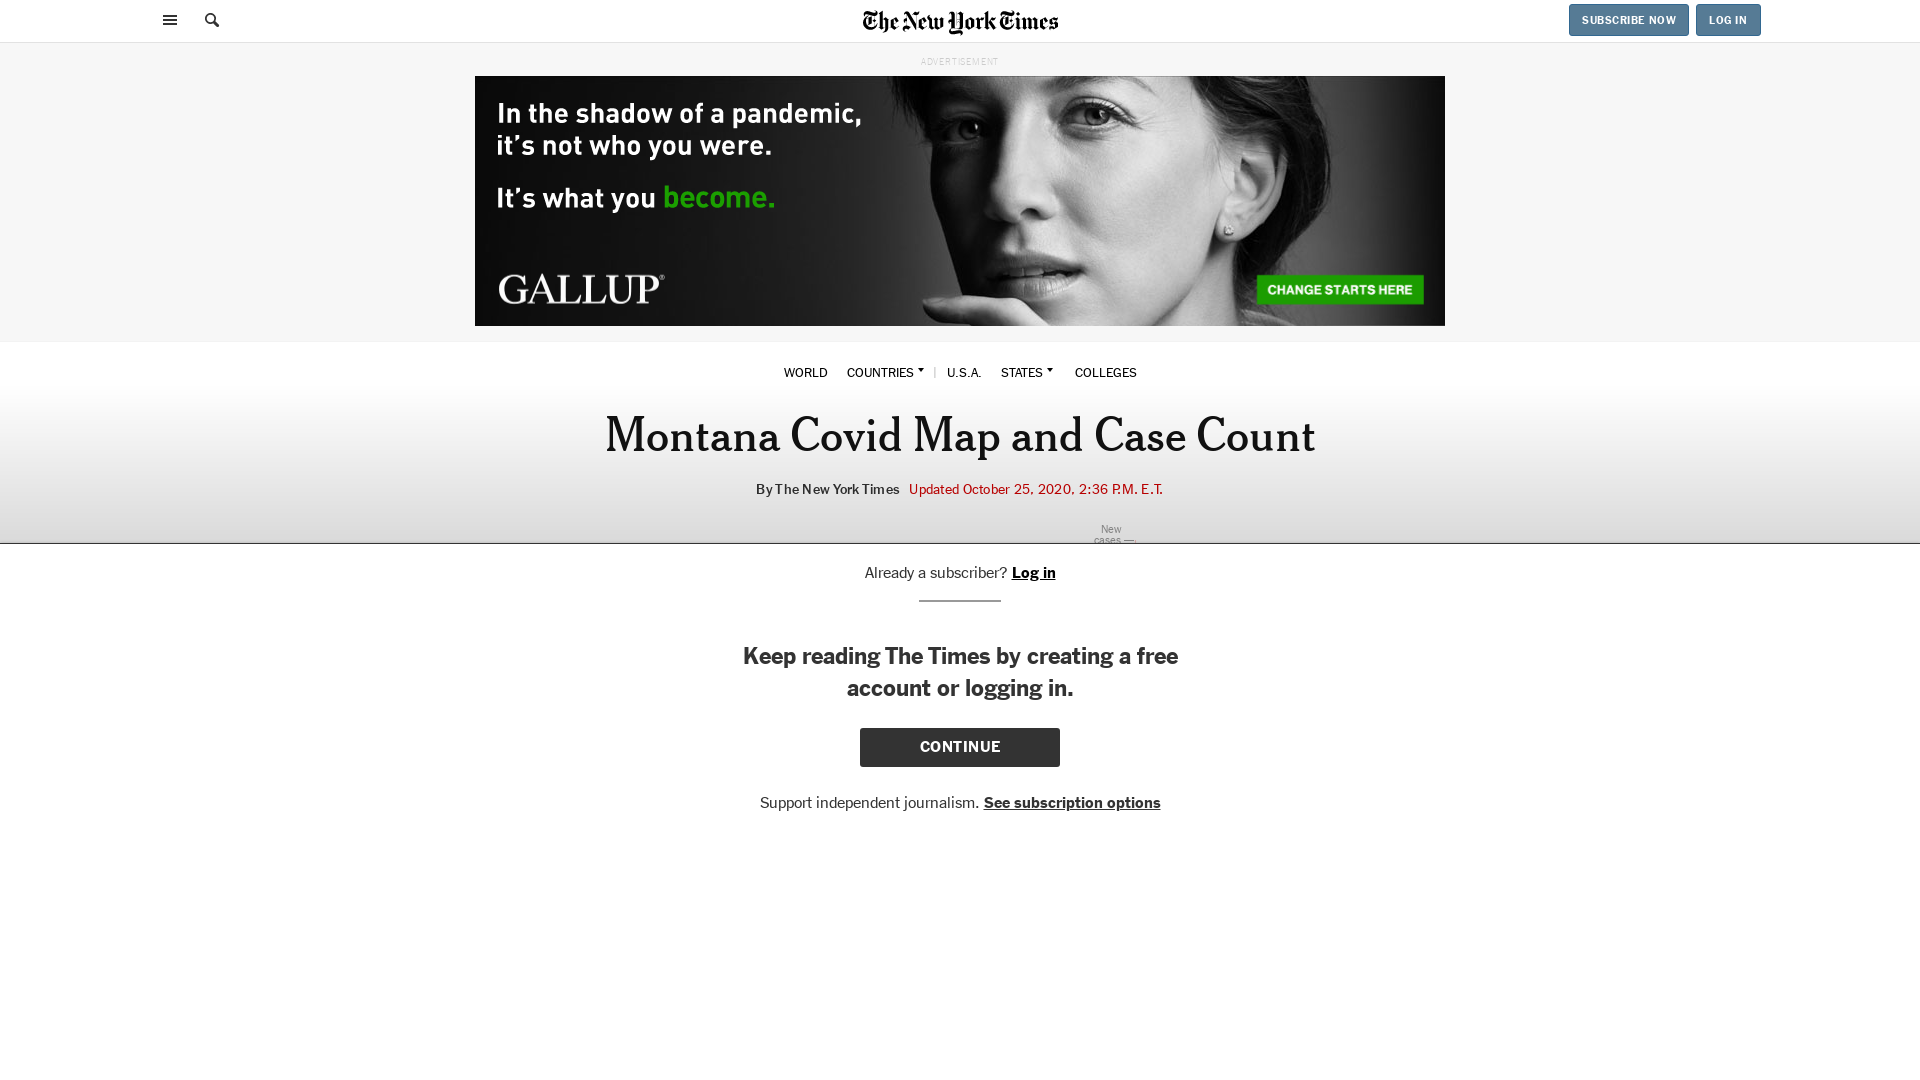 The New York Times
SUBSCRIBE NOW
LOG IN
ADVERTISEMENT
In the shadow of a pandemic,
it's not who you were.
It's what you become.
GALLUP®
CHANGE STARTS HERE
WORLD COUNTRIES | U.S.A. STATES COLLEGES
Montana Covid Map and Case Count
By The New York Times Updated October 25, 2020, 2:36 P.M. E.T.
New
cases —
Already a subscriber? Log in
Keep reading The Times by creating a free
account or logging in.
CONTINUE
Support independent journalism. See subscription options